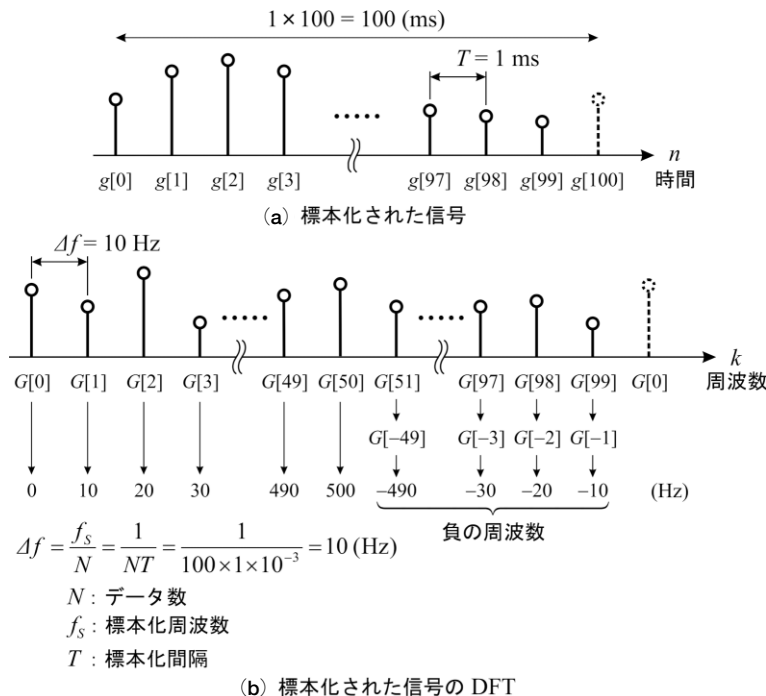 1 × 100 = 100 (ms)
T = 1 ms
.....
n
g[0] g[1] g[2] g[3] g[97] g[98] g[99] g[100] 時間
(a) 標本化された信号
Δf = 10 Hz
..... .....
k
G[0] G[1] G[2] G[3] G[49] G[50] G[51] G[97] G[98] G[99] G[0] 周波数
G[−49] G[−3] G[−2] G[−1]
0 10 20 30 490 500 −490 −30 −20 −10 (Hz)
負の周波数
Δf = f_S/N = 1/NT = 1/(100×1×10^−3) = 10 (Hz)
N : データ数
f_S : 標本化周波数
T : 標本化間隔
(b) 標本化された信号の DFT